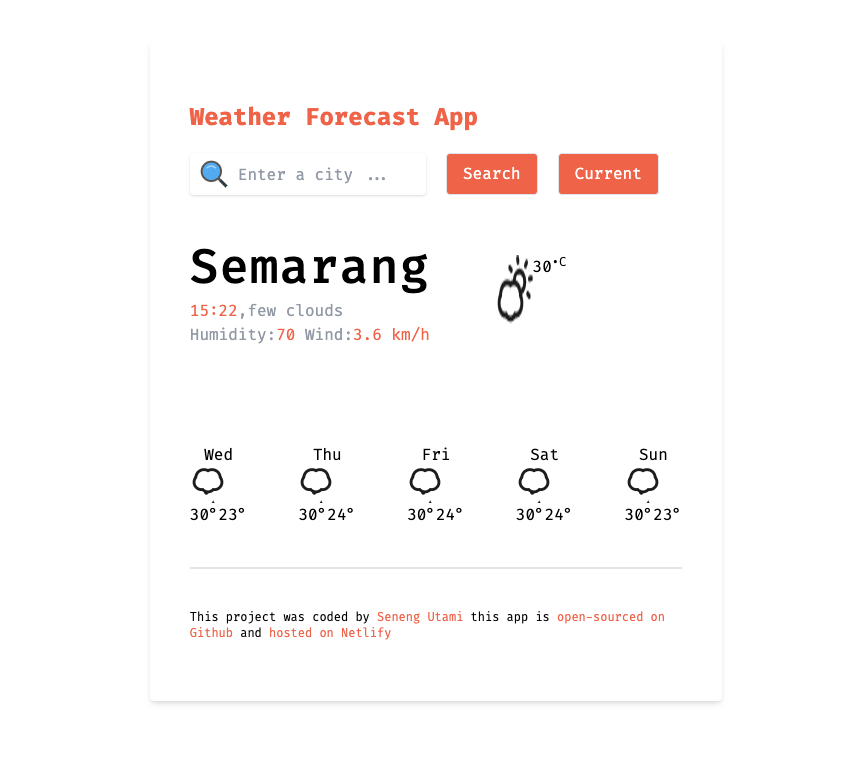 Weather Forecast App
Enter a city ...
Search
Current
Semarang
30°C
15:22,few clouds
Humidity:70 Wind:3.6 km/h
Wed
Thu
Fri
Sat
Sun
30°23°
30°24°
30°24°
30°24°
30°23°
This project was coded by Seneng Utami this app is open-sourced on
Github and hosted on Netlify